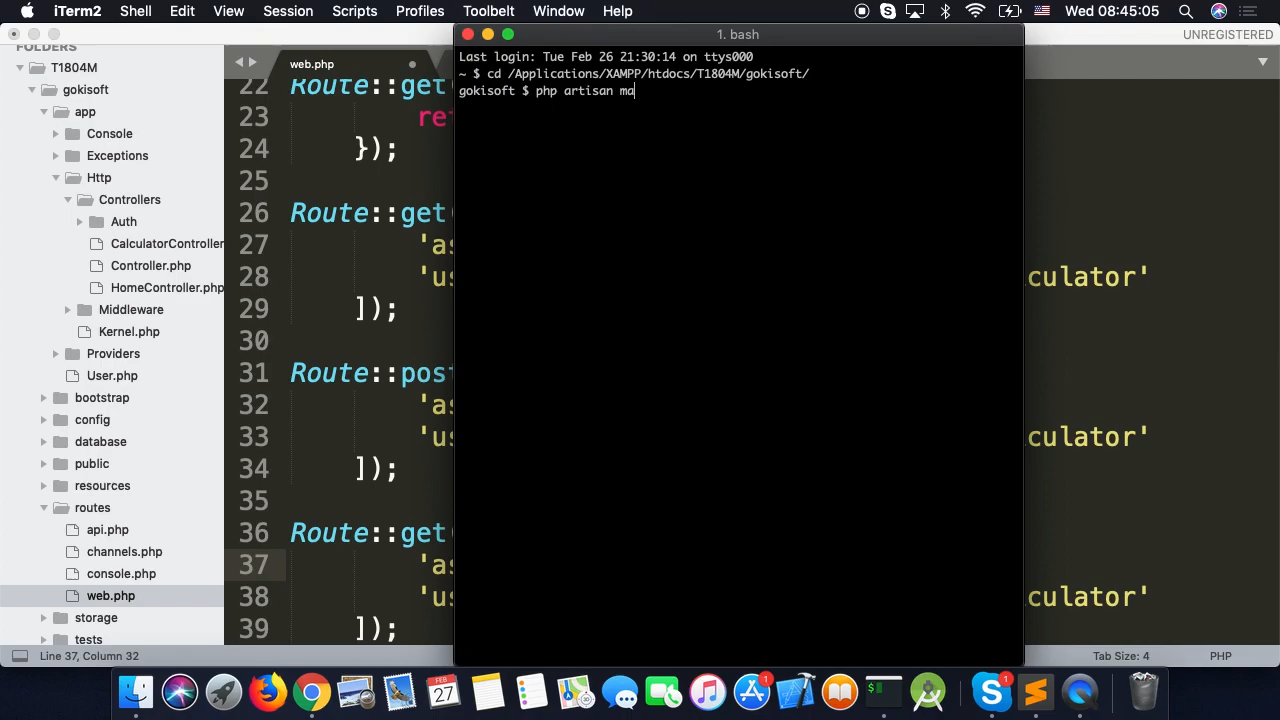 iTerm2 Shell Edit View Session Scripts Profiles Toolbelt Window Help Wed 08:45:05
1. bash
UNREGISTERED
FOLDERS
T1804M
gokisoft
app
Console
Exceptions
Http
Controllers
Auth
CalculatorController
Controller.php
HomeController.php
Middleware
Kernel.php
Providers
User.php
bootstrap
config
database
public
resources
routes
api.php
channels.php
console.php
web.php
storage
tests
web.php
22 Route::get
23 ret
24 });
25
26 Route::get(
27 'as
28 'us culator'
29 ]);
30
31 Route::post
32 'as
33 'us culator'
34 ]);
35
36 Route::get(
37 'as
38 'us culator'
39 ]);
Last login: Tue Feb 26 21:30:14 on ttys000
~ $ cd /Applications/XAMPP/htdocs/T1804M/gokisoft/
gokisoft $ php artisan ma
Line 37, Column 32 Tab Size: 4 PHP
FEB
27
1
1